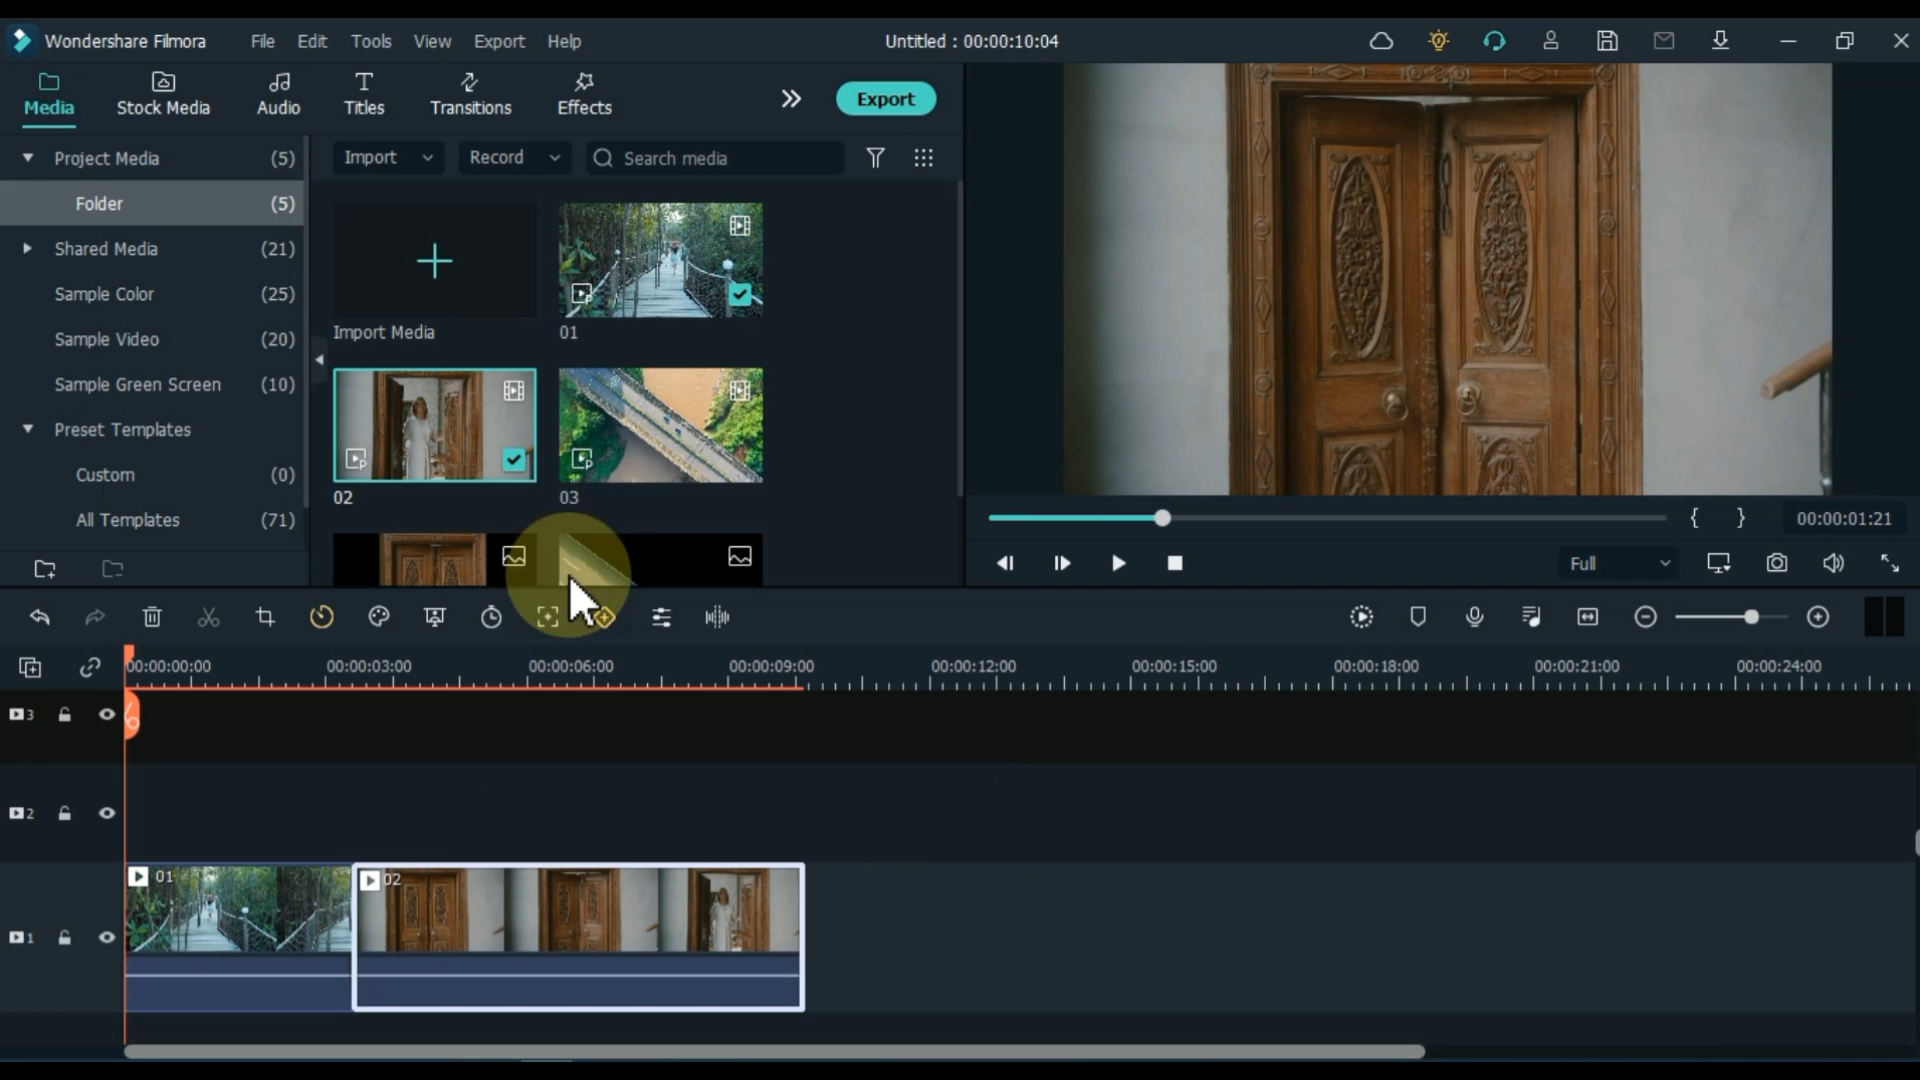 Wondershare Filmora File Edit Tools View Export Help Untitled : 00:00:10:04
Media Stock Media Audio Titles Transitions Effects Export
Project Media (5)
Folder (5)
Shared Media (21)
Sample Color (25)
Sample Video (20)
Sample Green Screen (10)
Preset Templates
Custom (0)
All Templates (71)
Import Record Search media
Import Media 01
02 03
00:00:01:21
Full
00:00:00:00 00:00:03:00 00:00:06:00 00:00:09:00 00:00:12:00 00:00:15:00 00:00:18:00 00:00:21:00 00:00:24:00
3
2
1
01 02